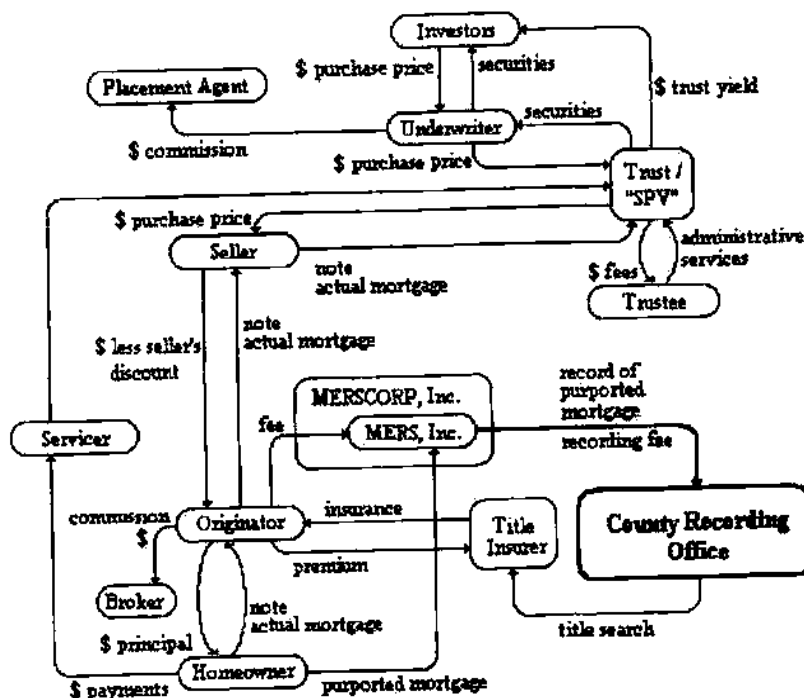 Investors
$ purchase price
securities
$ trust yield
Placement Agent
securities
Underwriter
$ commission
$ purchase price
Trust /
"SPV"
$ purchase price
Seller
administrative
services
note
actual mortgage
$ fees
Trustee
note
actual mortgage
$ less seller's
discount
record of
purported
mortgage
recording fee
MERSCORP, Inc.
MERS, Inc.
fee
Servicer
insurance
commission
$
Originator
Title
Insurer
County Recording
Office
premium
Broker
note
actual mortgage
title search
$ principal
Homeowner
$ payments
purported mortgage